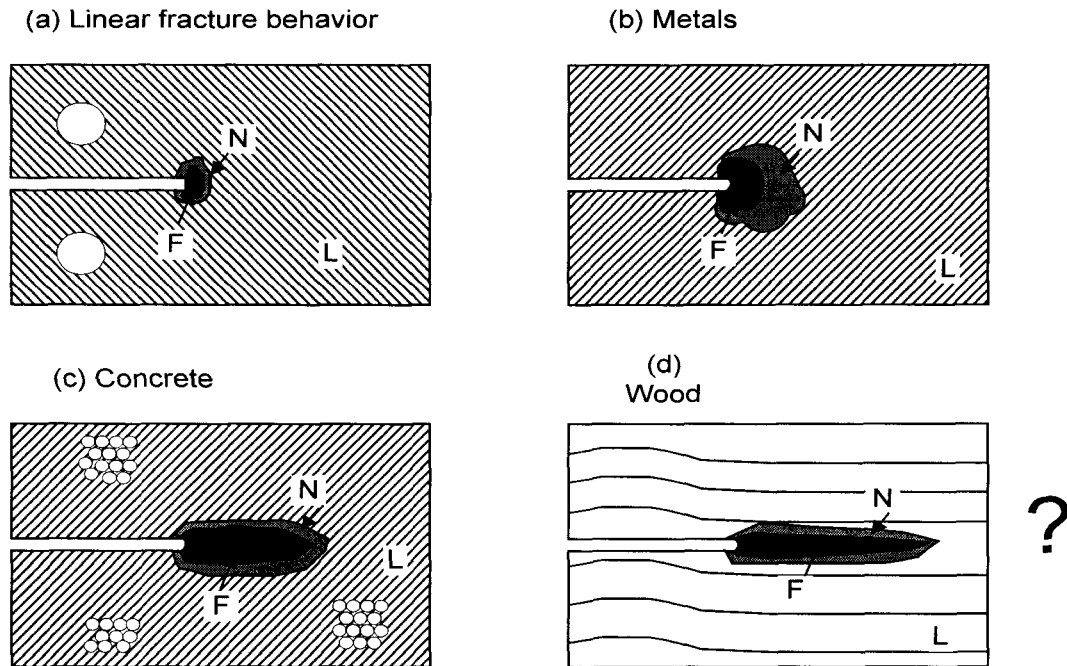 (a) Linear fracture behavior
N
F
L
(b) Metals
N
F
L
(c) Concrete
N
L
F
(d)
Wood
N
F
L
?